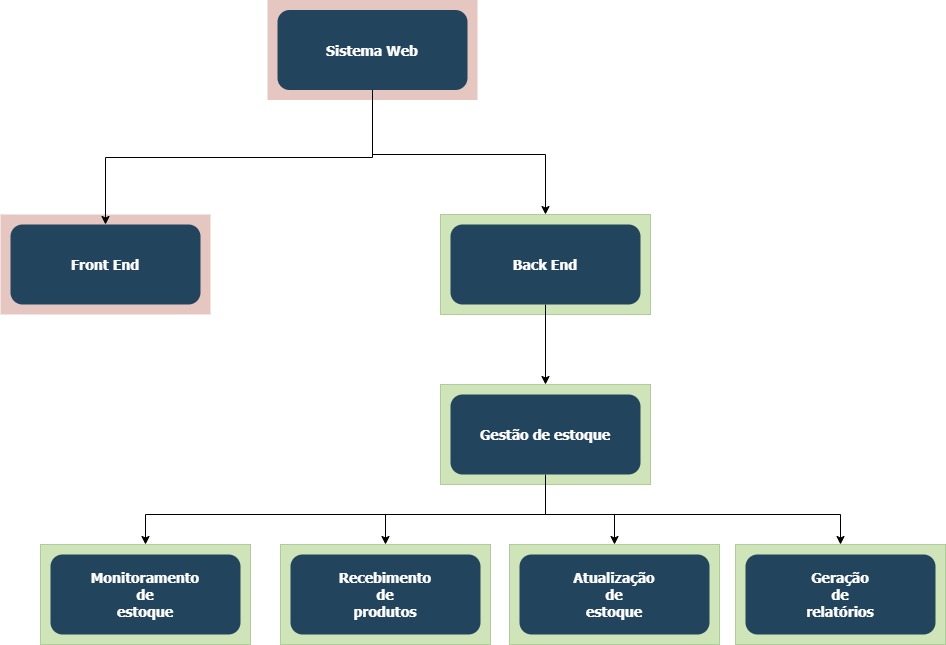 Sistema Web
Front End
Back End
Gestão de estoque
Monitoramento
de
estoque
Recebimento
de
produtos
Atualização
de
estoque
Geração
de
relatórios